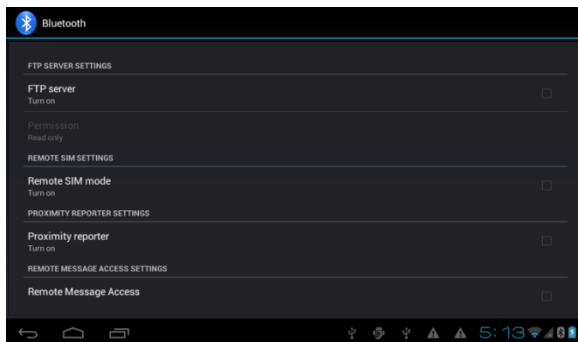 Bluetooth
FTP SERVER SETTINGS
FTP server
Turn on
Permission
Read only
REMOTE SIM SETTINGS
Remote SIM mode
Turn on
PROXIMITY REPORTER SETTINGS
Proximity reporter
Turn on
REMOTE MESSAGE ACCESS SETTINGS
Remote Message Access
5:13